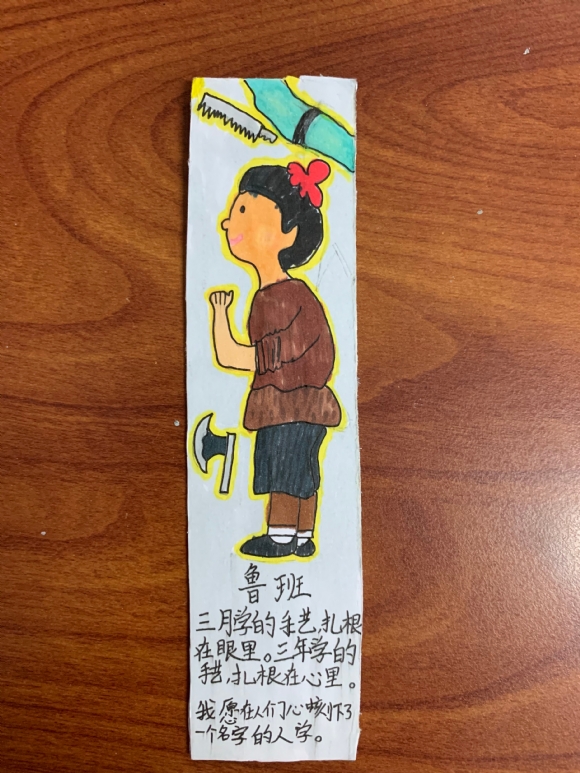 鲁班
三月学的手艺,扎根
在眼里。三年学的
手艺,扎根在心里。
我愿在人们心刻下了
一个名字的人学。